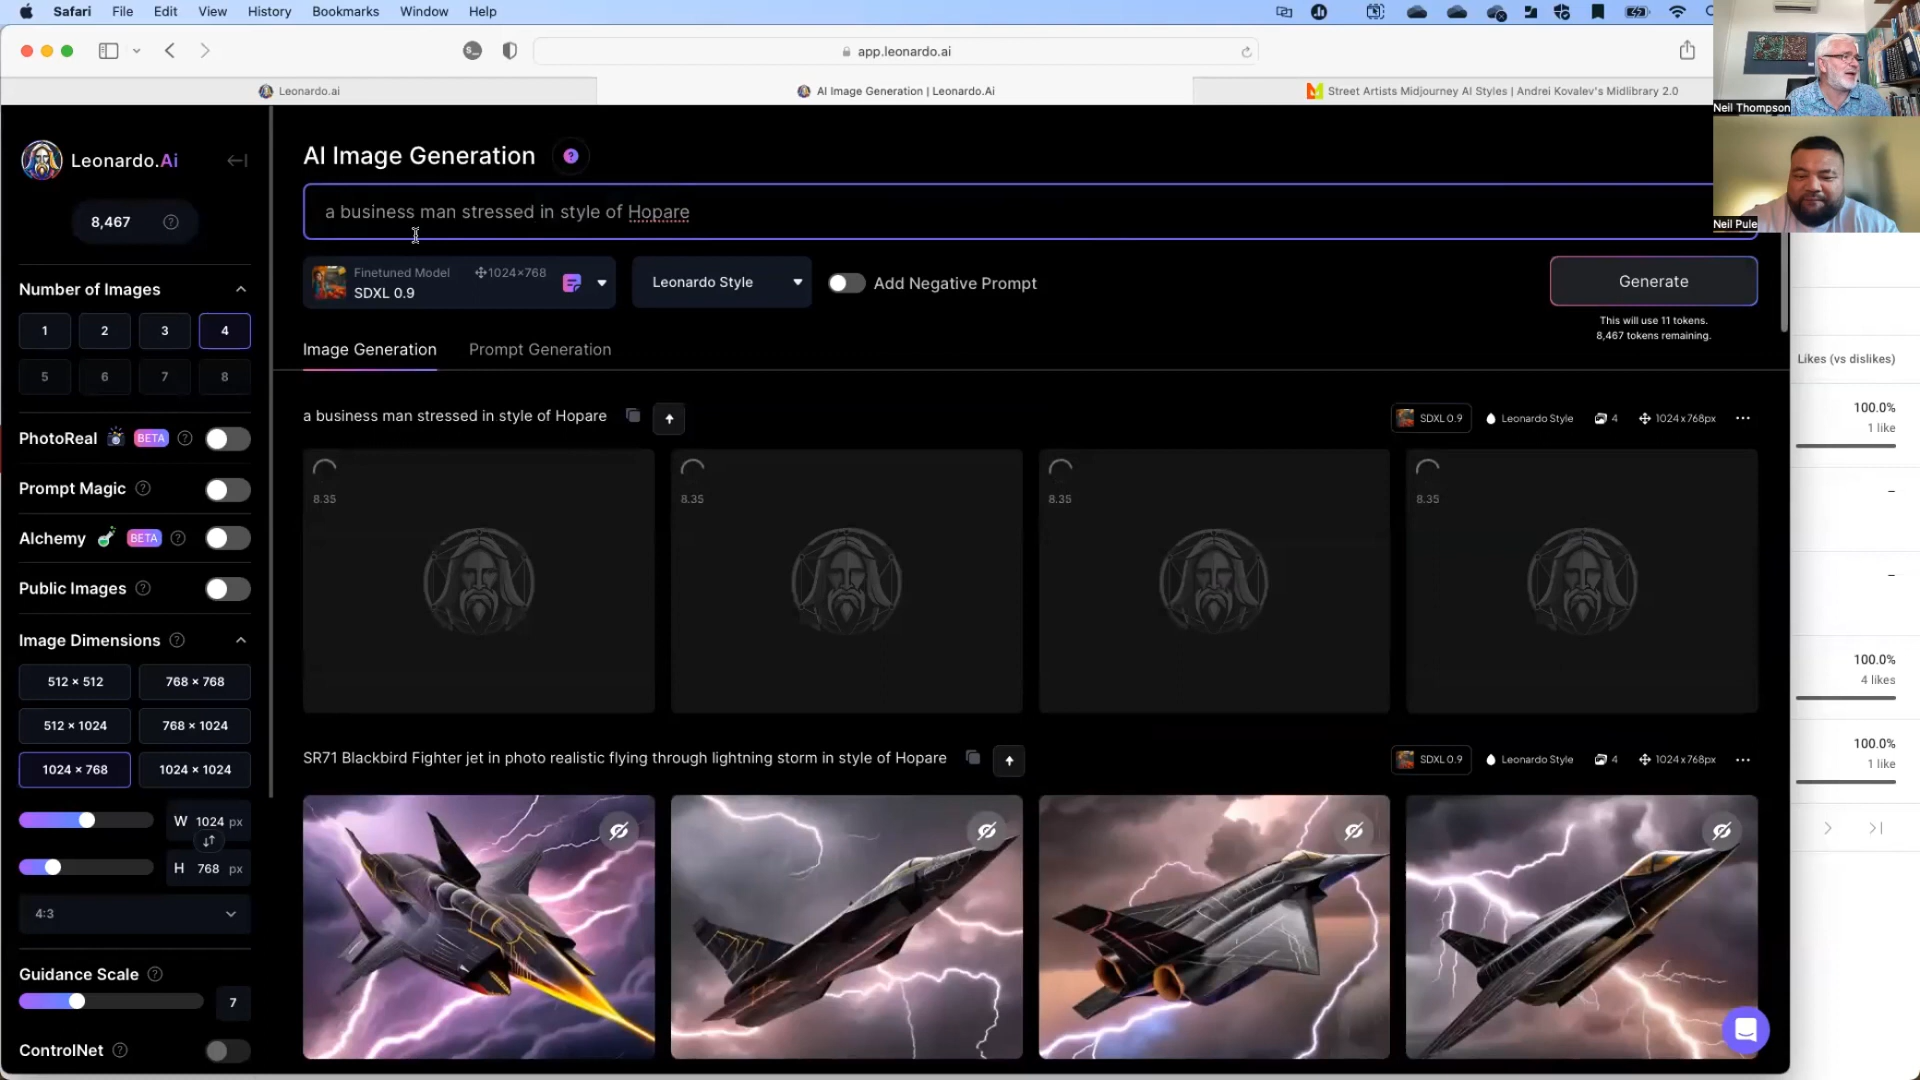 Safari File Edit View History Bookmarks Window Help
app.leonardo.ai
Leonardo.ai
AI Image Generation | Leonardo.Ai
Street Artists Midjourney AI Styles | Andrei Kovalev's Midlibrary 2.0
Neil Thompson
Neil Pule
Leonardo.Ai
8,467
Number of Images
1 2 3 4
5 6 7 8
PhotoReal BETA
Prompt Magic
Alchemy BETA
Public Images
Image Dimensions
512 × 512 768 × 768
512 × 1024 768 × 1024
1024 × 768 1024 × 1024
W 1024 px
H 768 px
4:3
Guidance Scale
7
ControlNet
AI Image Generation
a business man stressed in style of Hopare
Finetuned Model 1024×768
SDXL 0.9
Leonardo Style
Add Negative Prompt
Generate
This will use 11 tokens.
8,467 tokens remaining.
Image Generation Prompt Generation
a business man stressed in style of Hopare
SDXL 0.9 Leonardo Style 4 1024x768px
8.35 8.35 8.35 8.35
SR71 Blackbird Fighter jet in photo realistic flying through lightning storm in style of Hopare
SDXL 0.9 Leonardo Style 4 1024x768px
Likes (vs dislikes)
100.0%
1 like
–
–
100.0%
4 likes
100.0%
1 like